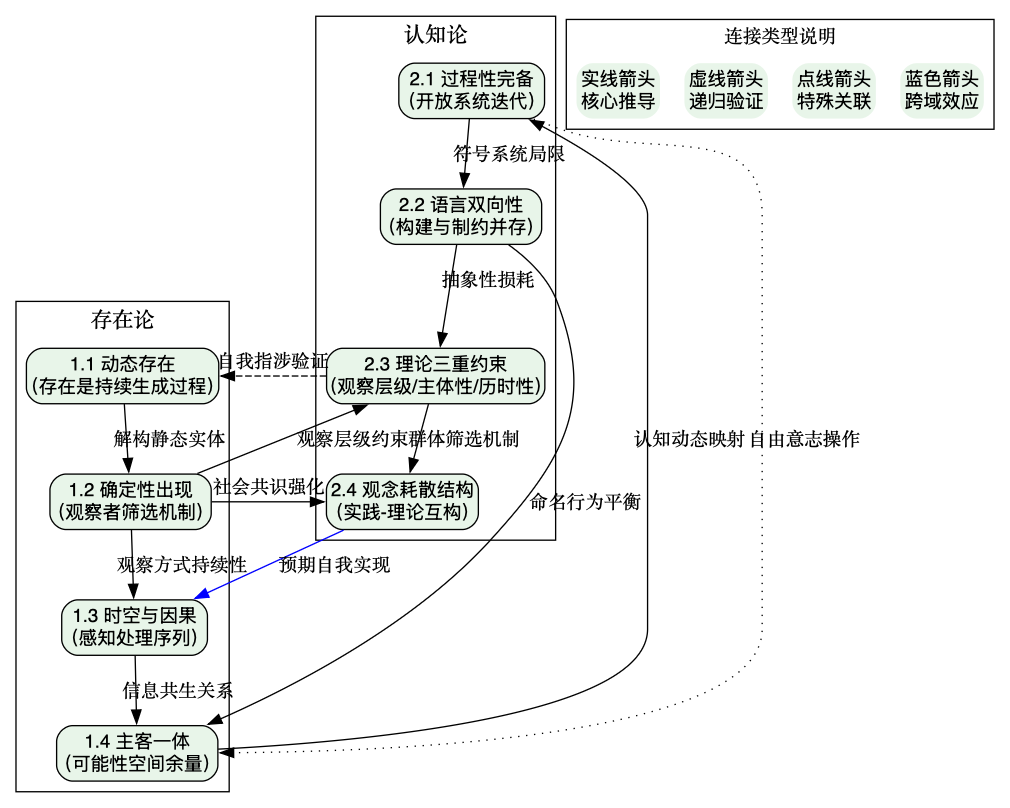 认知论
连接类型说明
2.1 过程性完备
(开放系统迭代)
实线箭头
核心推导
虚线箭头
递归验证
点线箭头
特殊关联
蓝色箭头
跨域效应
符号系统局限
2.2 语言双向性
(构建与制约并存)
抽象性损耗
存在论
1.1 动态存在
(存在是持续生成过程)
自我指涉验证
2.3 理论三重约束
(观察层级/主体性/历时性)
解构静态实体
观察层级约束
群体筛选机制
认知动态映射
自由意志操作
1.2 确定性出现
(观察者筛选机制)
社会共识强化
2.4 观念耗散结构
(实践-理论互构)
命名行为平衡
观察方式持续性
预期自我实现
1.3 时空与因果
(感知处理序列)
信息共生关系
1.4 主客一体
(可能性空间余量)